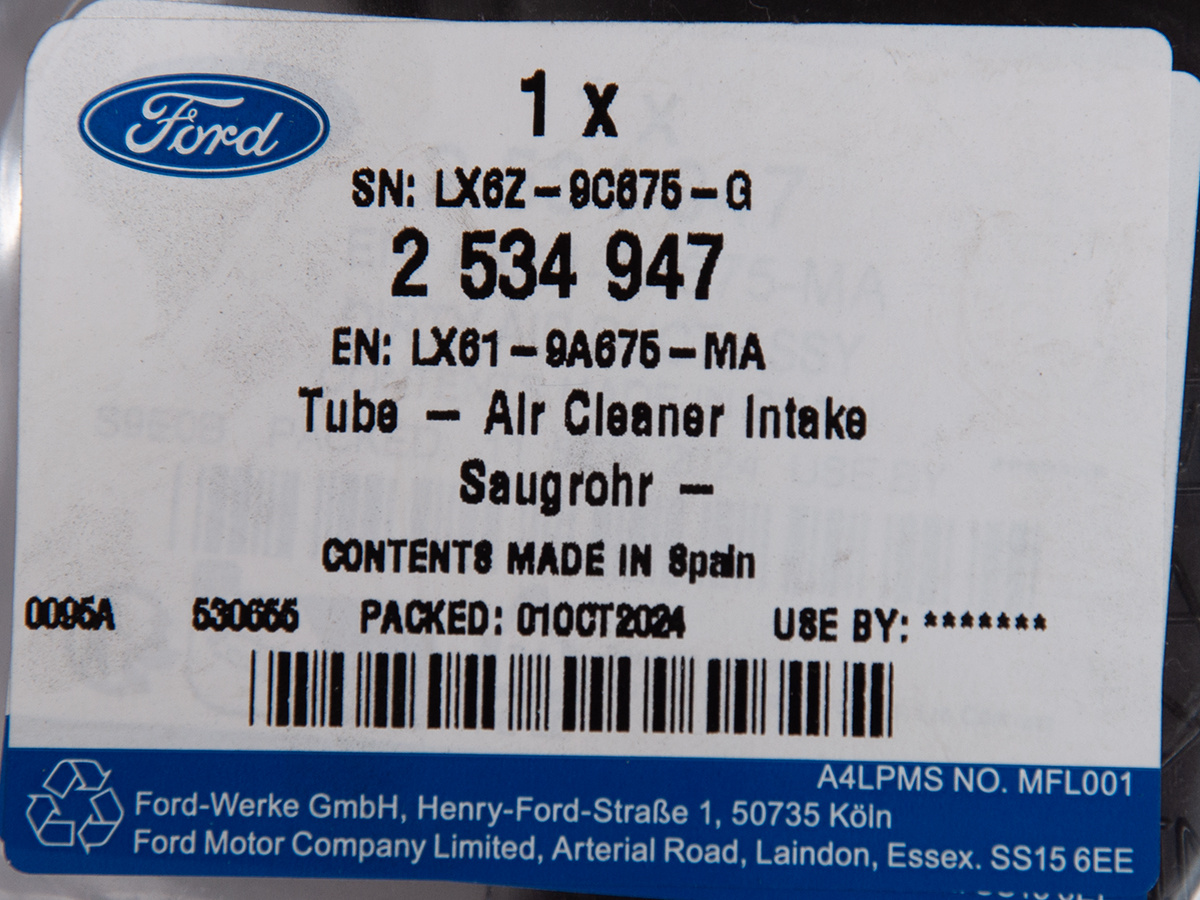 Ford
1 x
SN: LX6Z-9C675-G
2 534 947
EN: LX61-9A675-MA
Tube - Air Cleaner Intake
Saugrohr -
CONTENTS MADE IN Spain
0095A 530655 PACKED: 01OCT2024 USE BY: *******
A4LPMS NO. MFL001
Ford-Werke GmbH, Henry-Ford-Straße 1, 50735 Köln
Ford Motor Company Limited, Arterial Road, Laindon, Essex. SS15 6EE